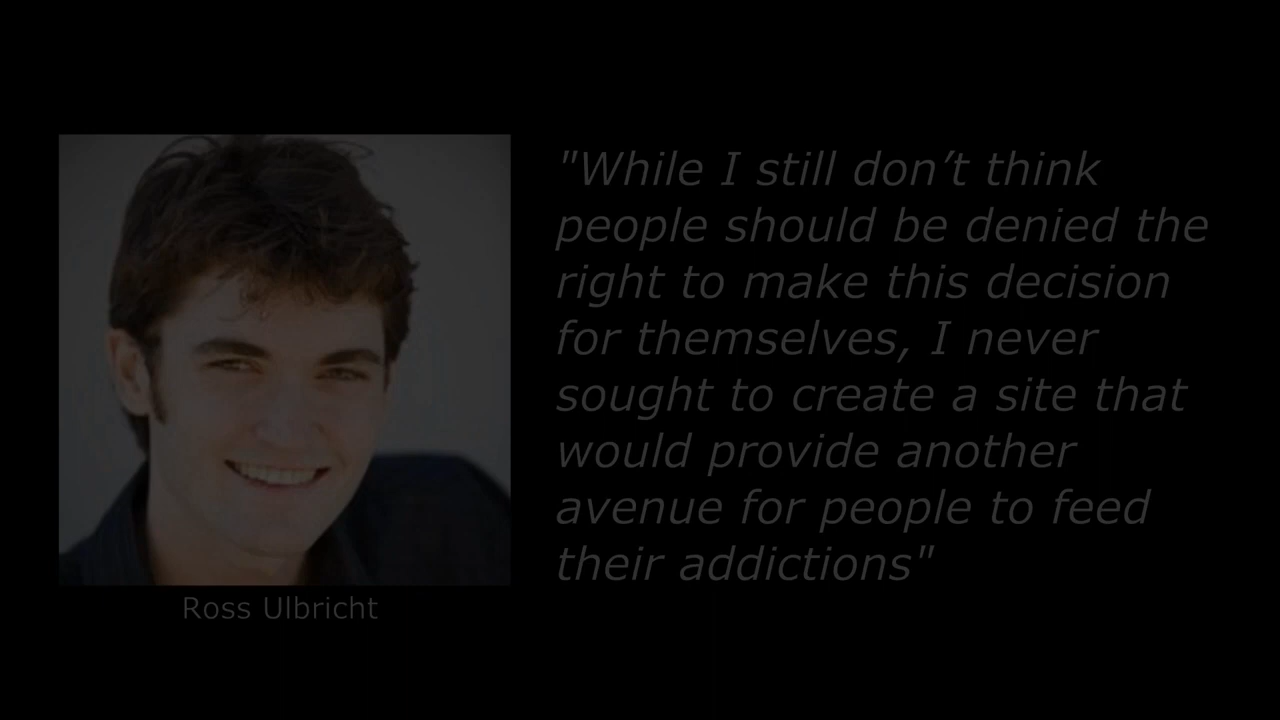 "While I still don’t think
people should be denied the
right to make this decision
for themselves, I never
sought to create a site that
would provide another
avenue for people to feed
their addictions"
Ross Ulbricht